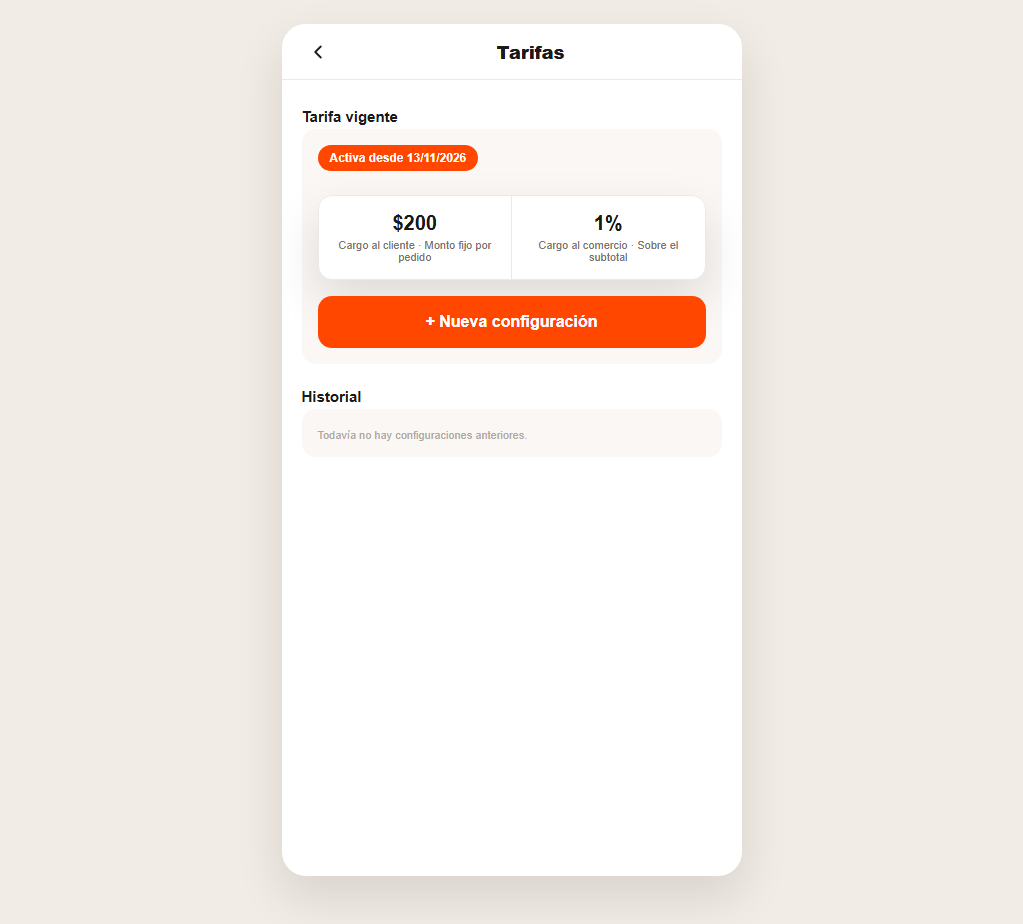 Tarifas
Tarifa vigente
Activa desde 13/11/2026
$200
Cargo al cliente · Monto fijo por
pedido
1%
Cargo al comercio · Sobre el
subtotal
+ Nueva configuración
Historial
Todavía no hay configuraciones anteriores.